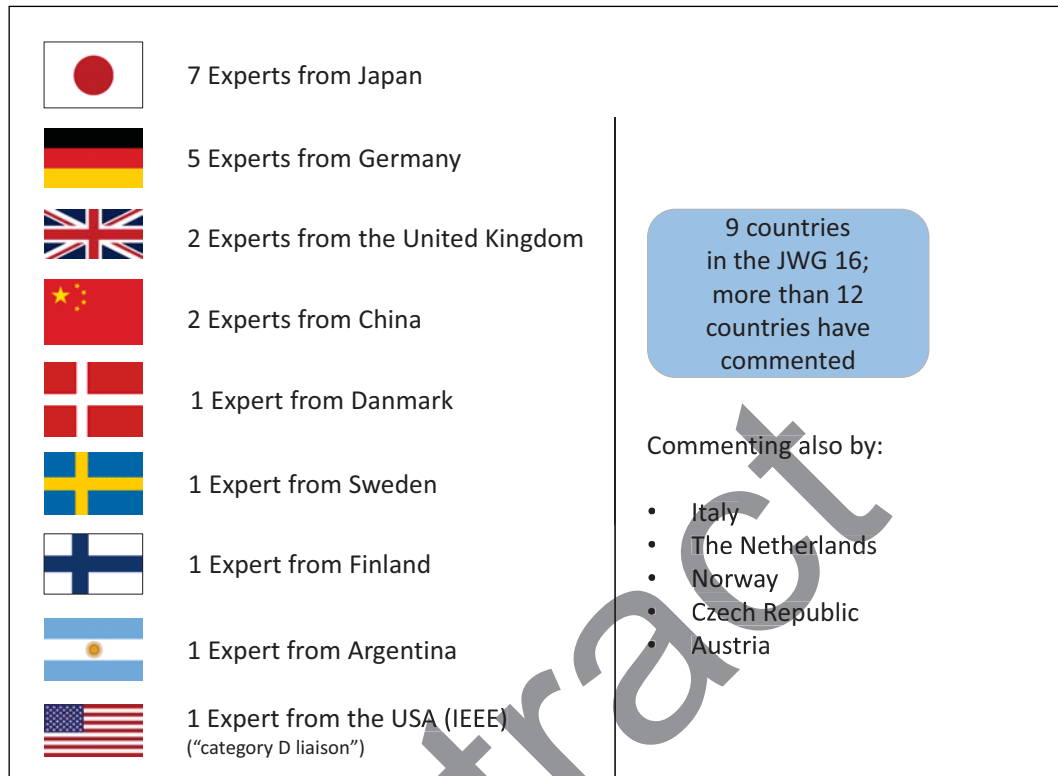 7 Experts from Japan
5 Experts from Germany
2 Experts from the United Kingdom
2 Experts from China
1 Expert from Danmark
1 Expert from Sweden
1 Expert from Finland
1 Expert from Argentina
1 Expert from the USA (IEEE)
(“category D liaison”)
9 countries
in the JWG 16;
more than 12
countries have
commented
Commenting also by:
• Italy
• The Netherlands
• Norway
• Czech Republic
• Austria
tract